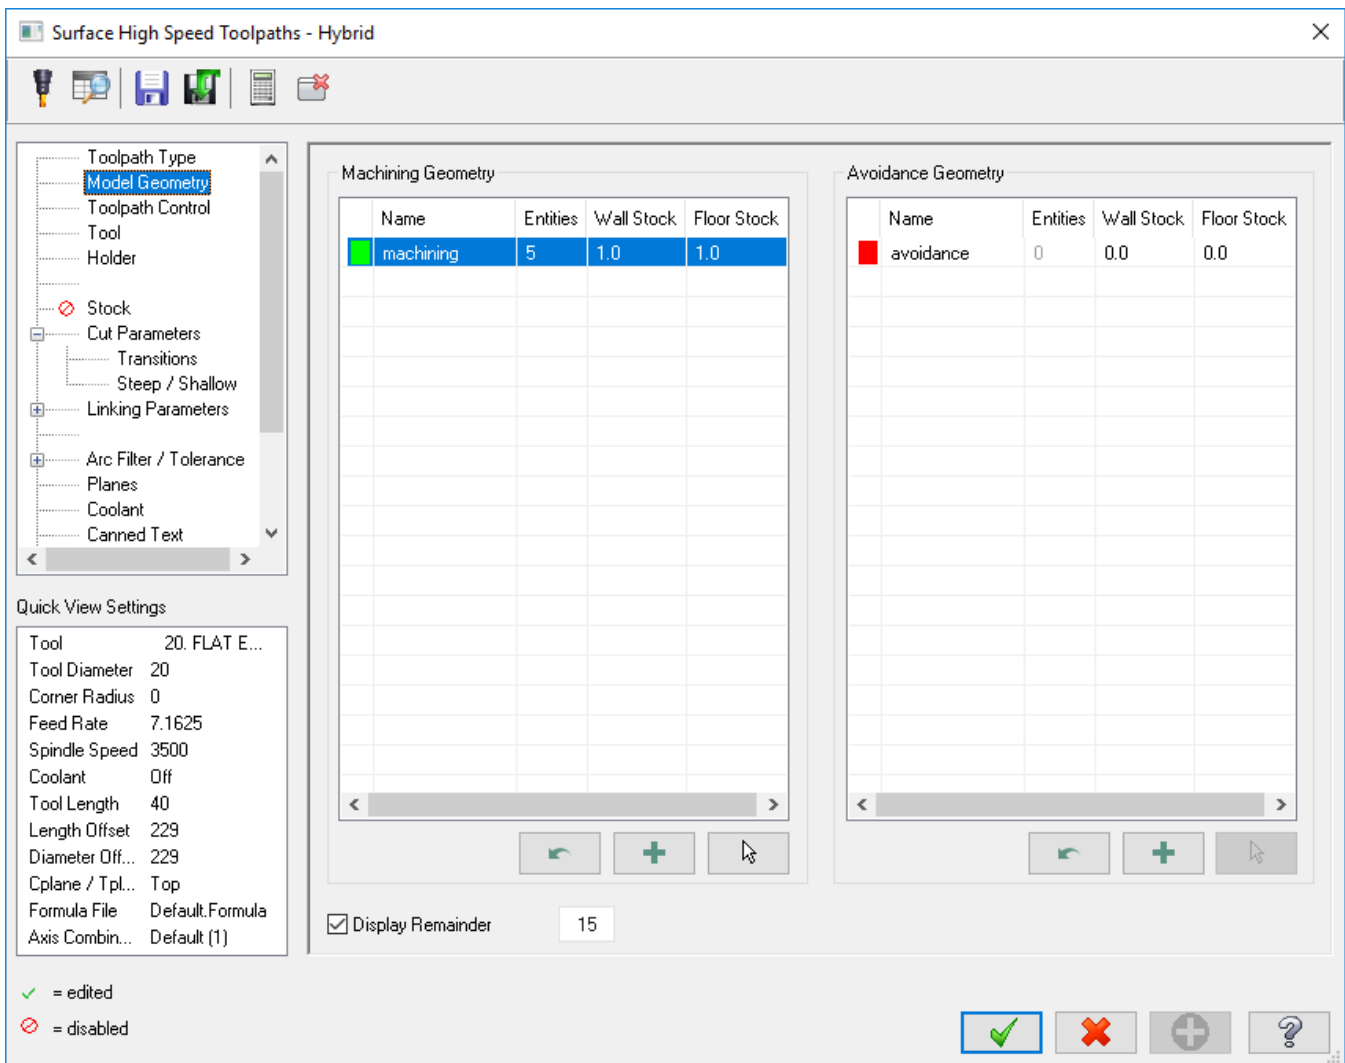 Surface High Speed Toolpaths - Hybrid
Toolpath Type
Model Geometry
Toolpath Control
Tool
Holder
Stock
Cut Parameters
Transitions
Steep / Shallow
Linking Parameters
Arc Filter / Tolerance
Planes
Coolant
Canned Text
Quick View Settings
Tool 20. FLAT E...
Tool Diameter 20
Corner Radius 0
Feed Rate 7.1625
Spindle Speed 3500
Coolant Off
Tool Length 40
Length Offset 229
Diameter Off... 229
Cplane / Tpl... Top
Formula File Default.Formula
Axis Combin... Default (1)
= edited
= disabled
Machining Geometry
Name Entities Wall Stock Floor Stock
machining 5 1.0 1.0
Avoidance Geometry
Name Entities Wall Stock Floor Stock
avoidance 0 0.0 0.0
Display Remainder 15